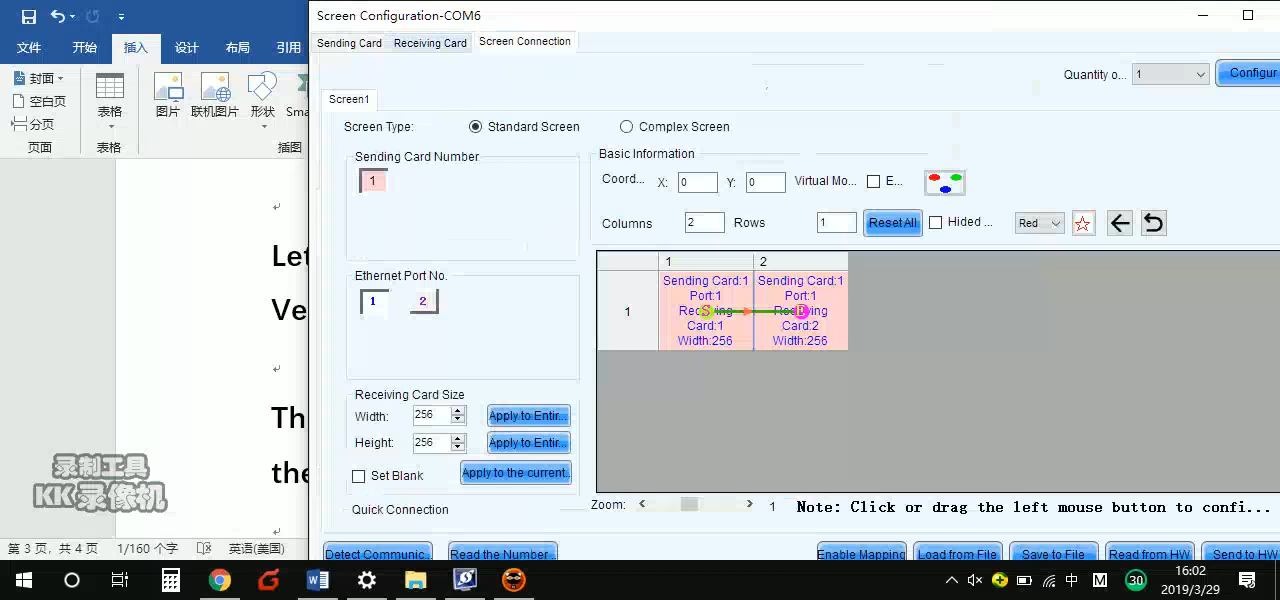 Screen Configuration-COM6
文件 开始 插入 设计 布局 引用
Sending Card Receiving Card Screen Connection
封面
空白页
分页
表格 图片 联机图片 形状 Sma
页面 表格 插图
Quantity o... 1 Configur
Screen1
Screen Type: Standard Screen Complex Screen
Sending Card Number
1
Basic Information
Coord... X: 0 Y: 0 Virtual Mo... E...
Columns 2 Rows 1 Reset All Hided ... Red
Ethernet Port No.
1 2
1 2
1
Sending Card:1
Port:1
Receiving
Card:1
Width:256
Sending Card:1
Port:1
Receiving
Card:2
Width:256
S E
Receiving Card Size
Width: 256 Apply to Entir...
Height: 256 Apply to Entir...
Set Blank Apply to the current.
Quick Connection
Zoom: 1 Note: Click or drag the left mouse button to confi...
Detect Communic... Read the Number Enable Mapping Load from File Save to File Read from HW Send to HW
Let
Ve
Th
the
录制工具
KK录像机
第 3 页，共 4 页 1/160 个字 英语(美国)
中 M 30 16:02
2019/3/29